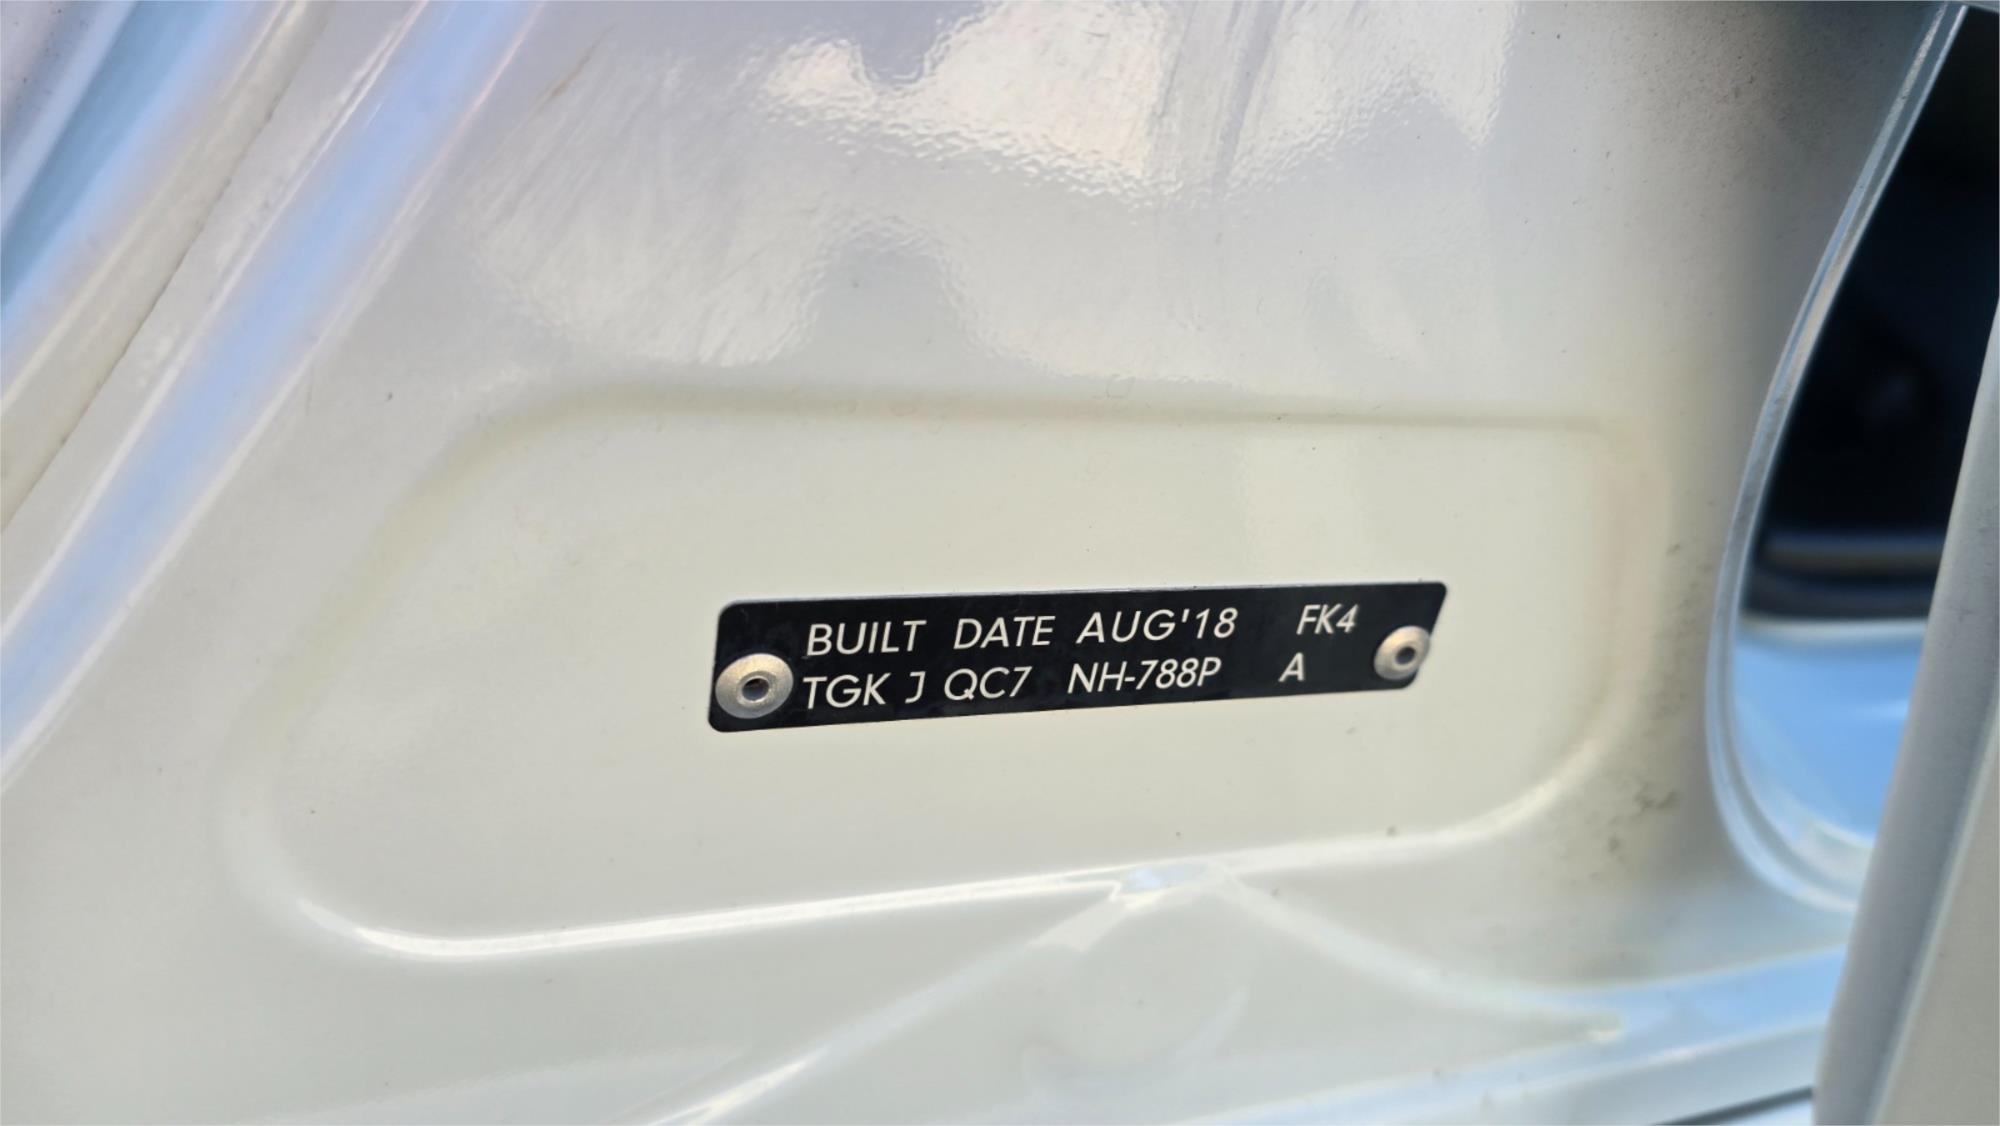 BUILT DATE AUG'18 FK4
TGK J QC7 NH-788P A